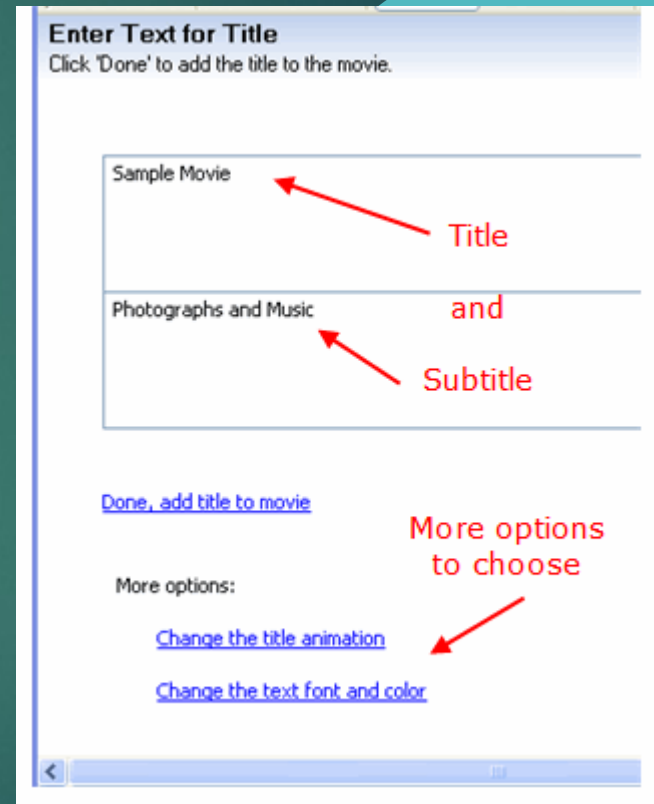 Enter Text for Title
Click 'Done' to add the title to the movie.
Sample Movie
Title
Photographs and Music
and
Subtitle
Done, add title to movie
More options
to choose
More options:
Change the title animation
Change the text font and color